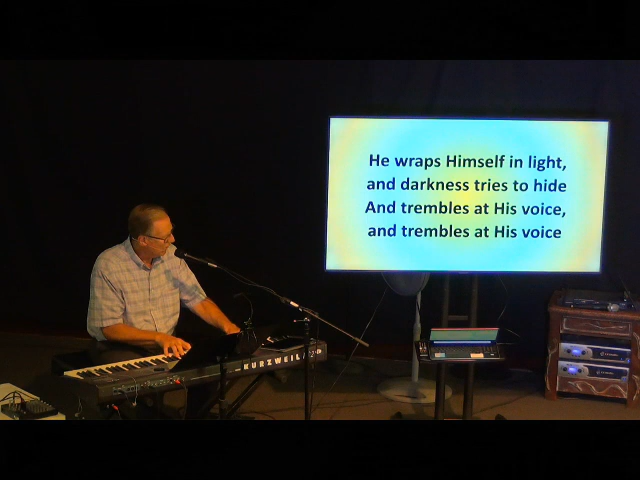 He wraps Himself in light,
and darkness tries to hide
And trembles at His voice,
and trembles at His voice
KURZWEIL